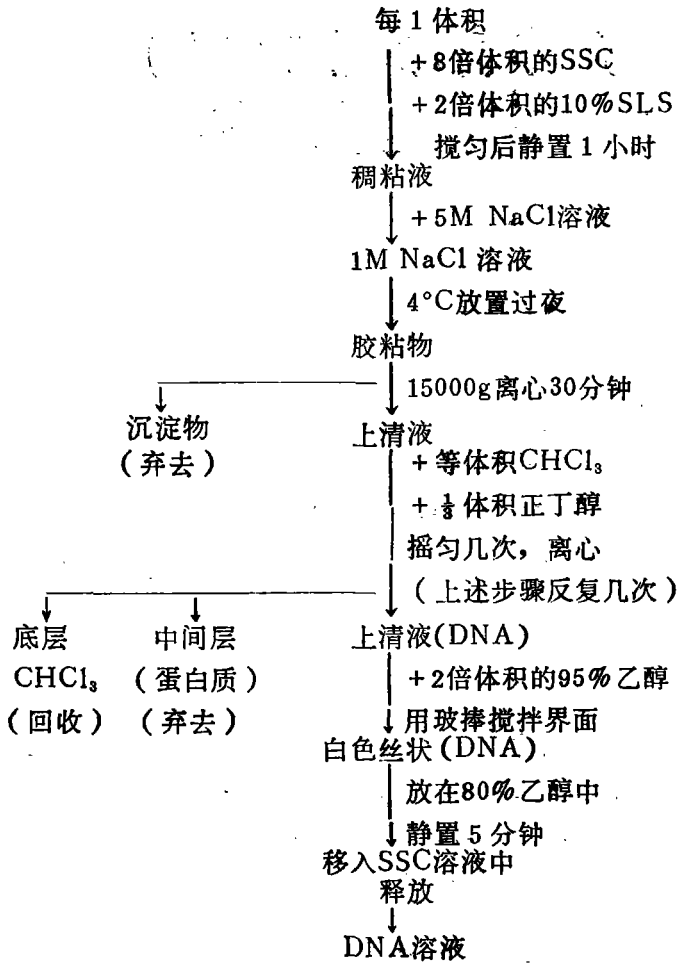 每1体积
+8倍体积的SSC
+2倍体积的10%SLS
搅匀后静置1小时
稠粘液
+5M NaCl溶液
1M NaCl 溶液
4°C放置过夜
胶粘物
15000g离心30分钟
沉淀物
(弃去)
上清液
+等体积CHCl₃
+⅓体积正丁醇
摇匀几次，离心
(上述步骤反复几次)
底层
CHCl₃
(回收)
中间层
(蛋白质)
(弃去)
上清液(DNA)
+2倍体积的95%乙醇
用玻捧搅拌界面
白色丝状(DNA)
放在80%乙醇中
静置5分钟
移入SSC溶液中
释放
DNA溶液